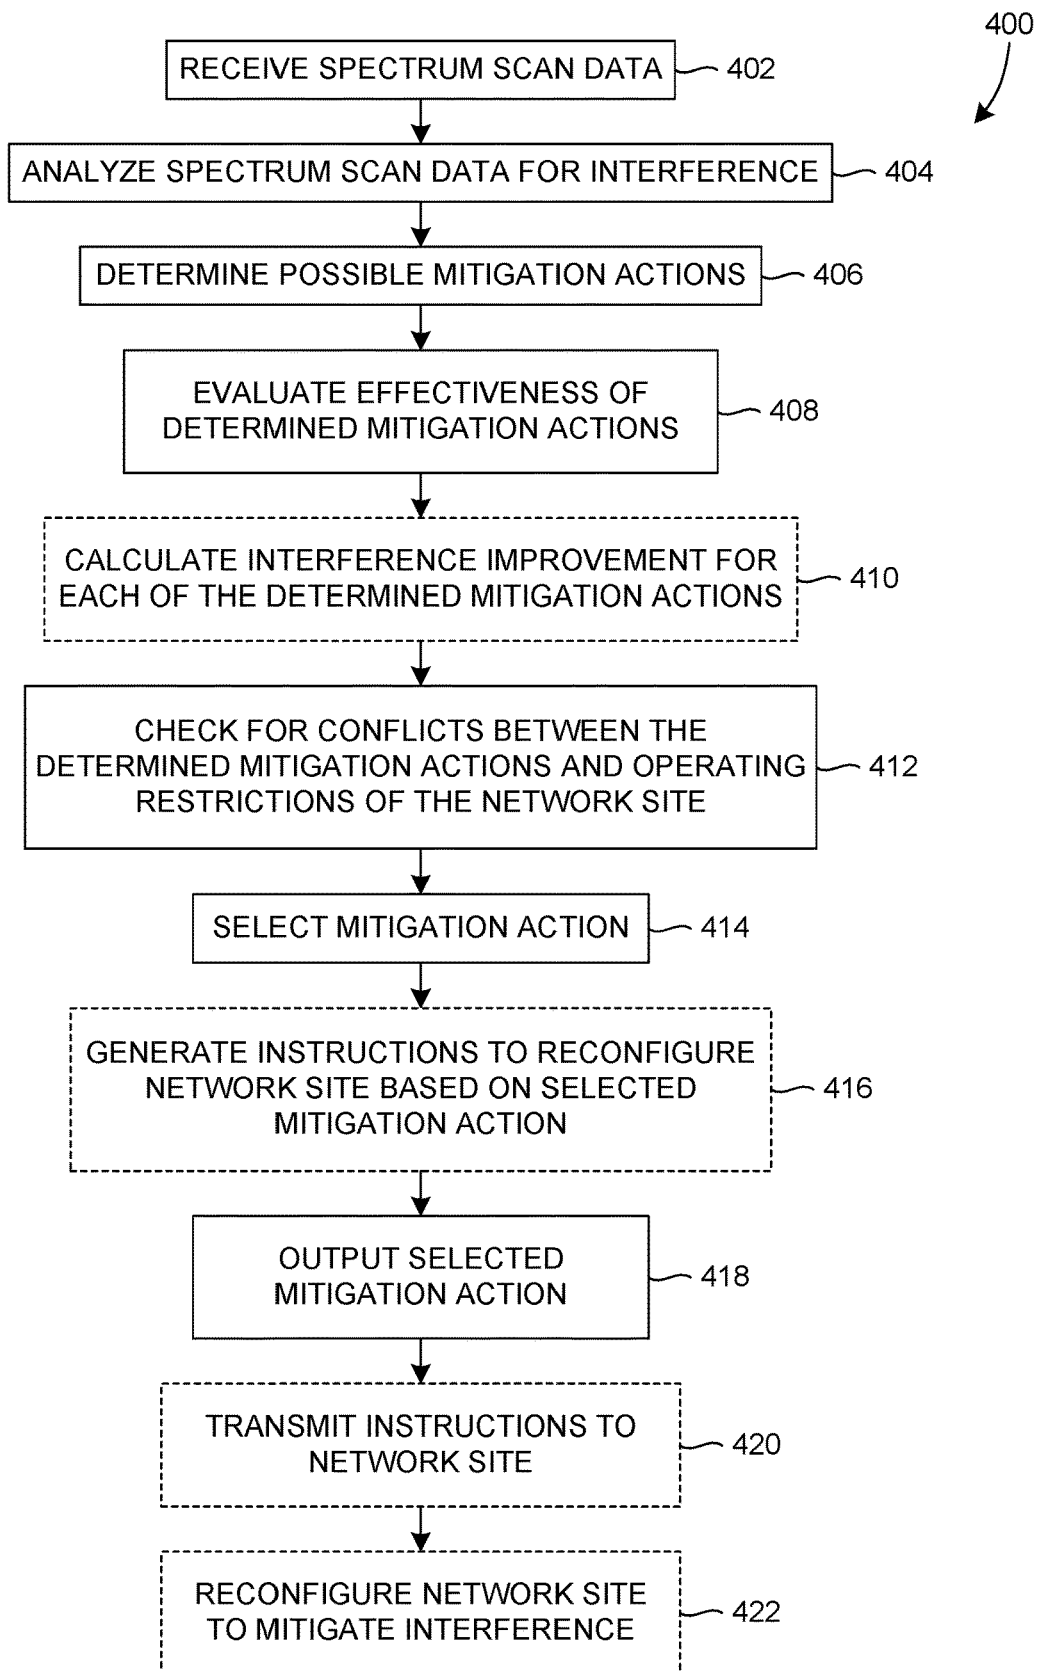 400
RECEIVE SPECTRUM SCAN DATA 402
ANALYZE SPECTRUM SCAN DATA FOR INTERFERENCE 404
DETERMINE POSSIBLE MITIGATION ACTIONS 406
EVALUATE EFFECTIVENESS OF
DETERMINED MITIGATION ACTIONS
408
CALCULATE INTERFERENCE IMPROVEMENT FOR
EACH OF THE DETERMINED MITIGATION ACTIONS
410
CHECK FOR CONFLICTS BETWEEN THE
DETERMINED MITIGATION ACTIONS AND OPERATING
RESTRICTIONS OF THE NETWORK SITE
412
SELECT MITIGATION ACTION 414
GENERATE INSTRUCTIONS TO RECONFIGURE
NETWORK SITE BASED ON SELECTED
MITIGATION ACTION
416
OUTPUT SELECTED
MITIGATION ACTION
418
TRANSMIT INSTRUCTIONS TO
NETWORK SITE
420
RECONFIGURE NETWORK SITE
TO MITIGATE INTERFERENCE
422